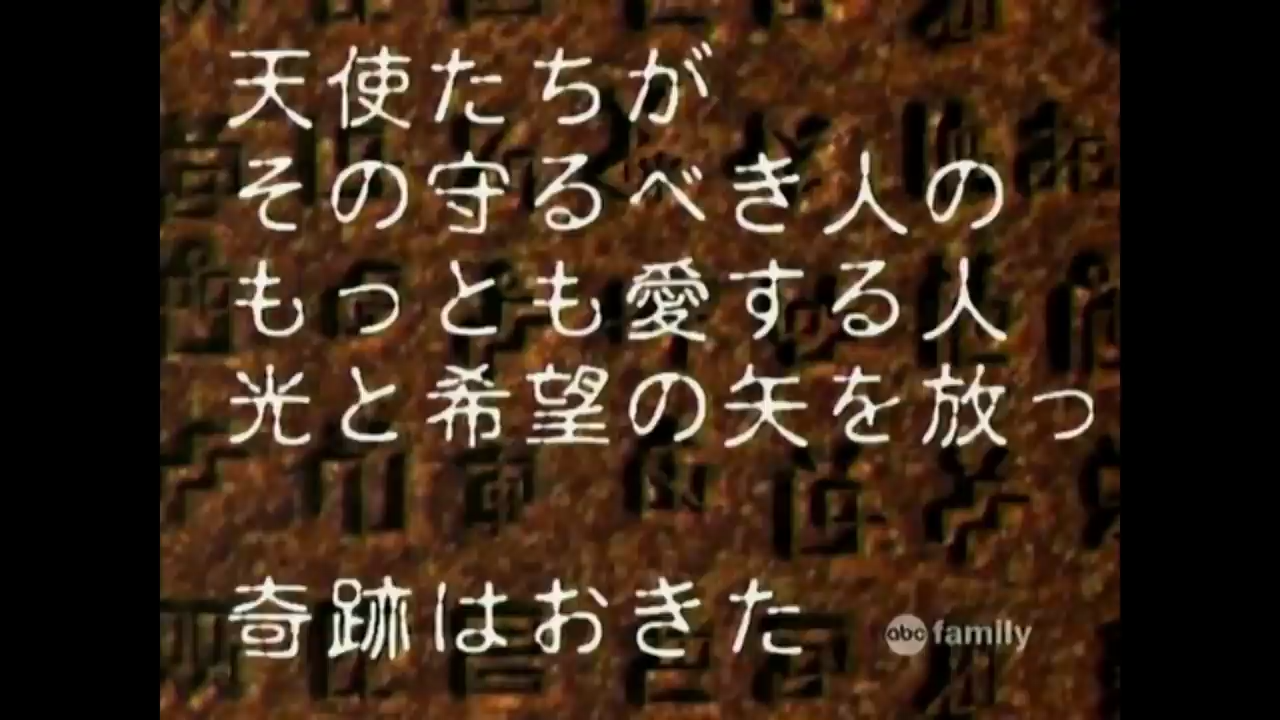 天使たちが
その守るべき人の
もっとも愛する人
光と希望の矢を放っ
奇跡はおきた
abc family